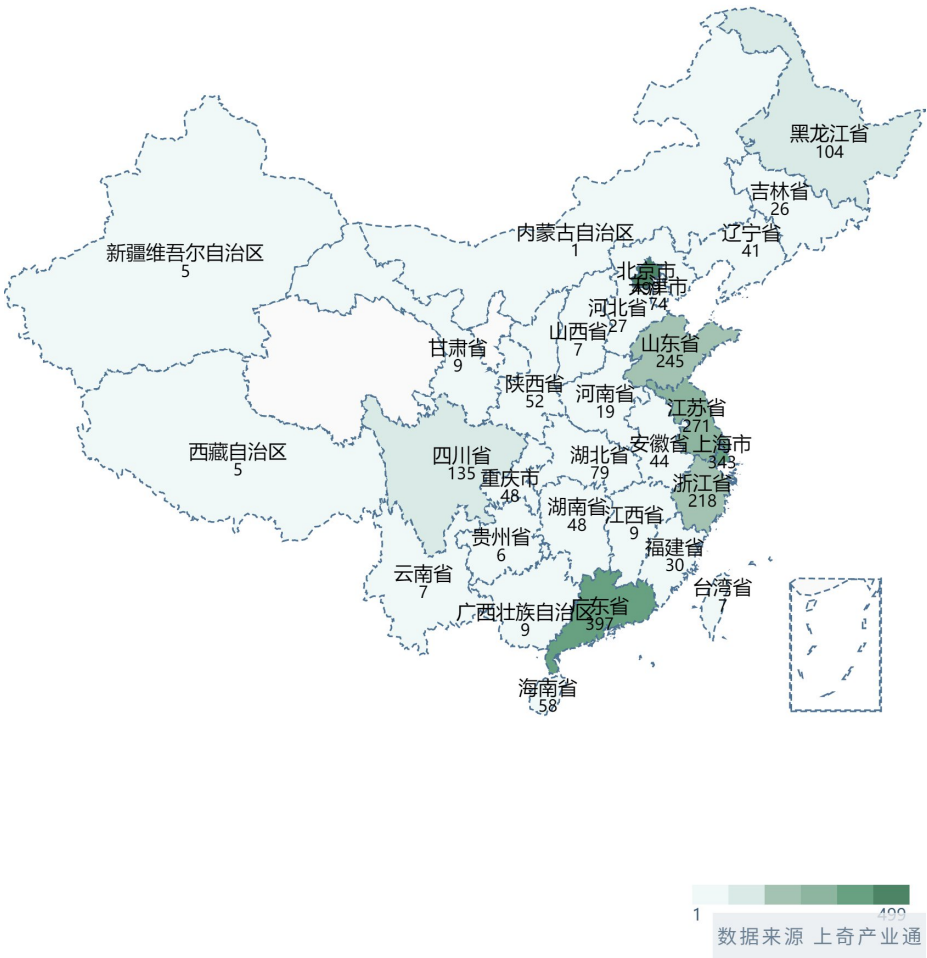 黑龙江省
104
吉林省
26
辽宁省
41
内蒙古自治区
1
新疆维吾尔自治区
5
北京市
499
天津市
74
河北省
27
山西省
7
山东省
245
甘肃省
9
陕西省
52
河南省
19
江苏省
271
西藏自治区
5
四川省
135
重庆市
48
湖北省
79
安徽省
44
上海市
343
浙江省
218
湖南省
48
江西省
9
贵州省
6
福建省
30
云南省
7
广西壮族自治区
9
广东省
397
台湾省
7
海南省
58
1
499
数据来源 上奇产业通